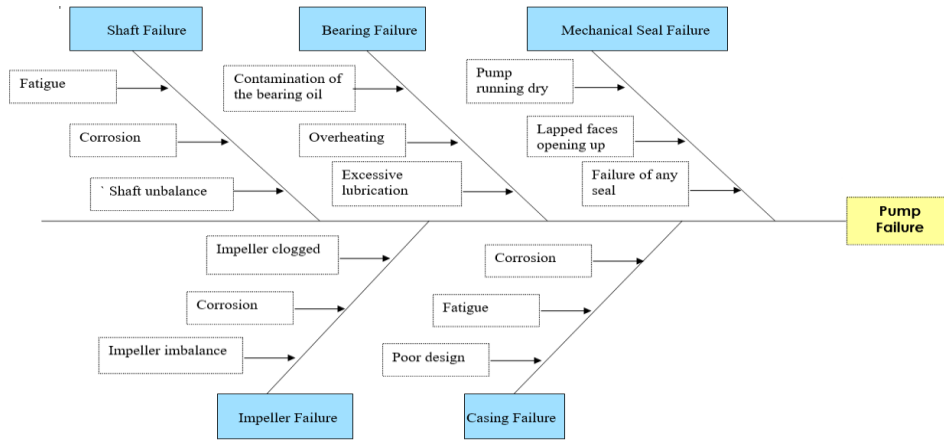 Shaft Failure
Bearing Failure
Mechanical Seal Failure
Fatigue
Contamination of
the bearing oil
Pump
running dry
Corrosion
Overheating
Lapped faces
opening up
` Shaft unbalance
Excessive
lubrication
Failure of any
seal
Pump
Failure
Impeller clogged
Corrosion
Corrosion
Fatigue
Impeller imbalance
Poor design
Impeller Failure
Casing Failure